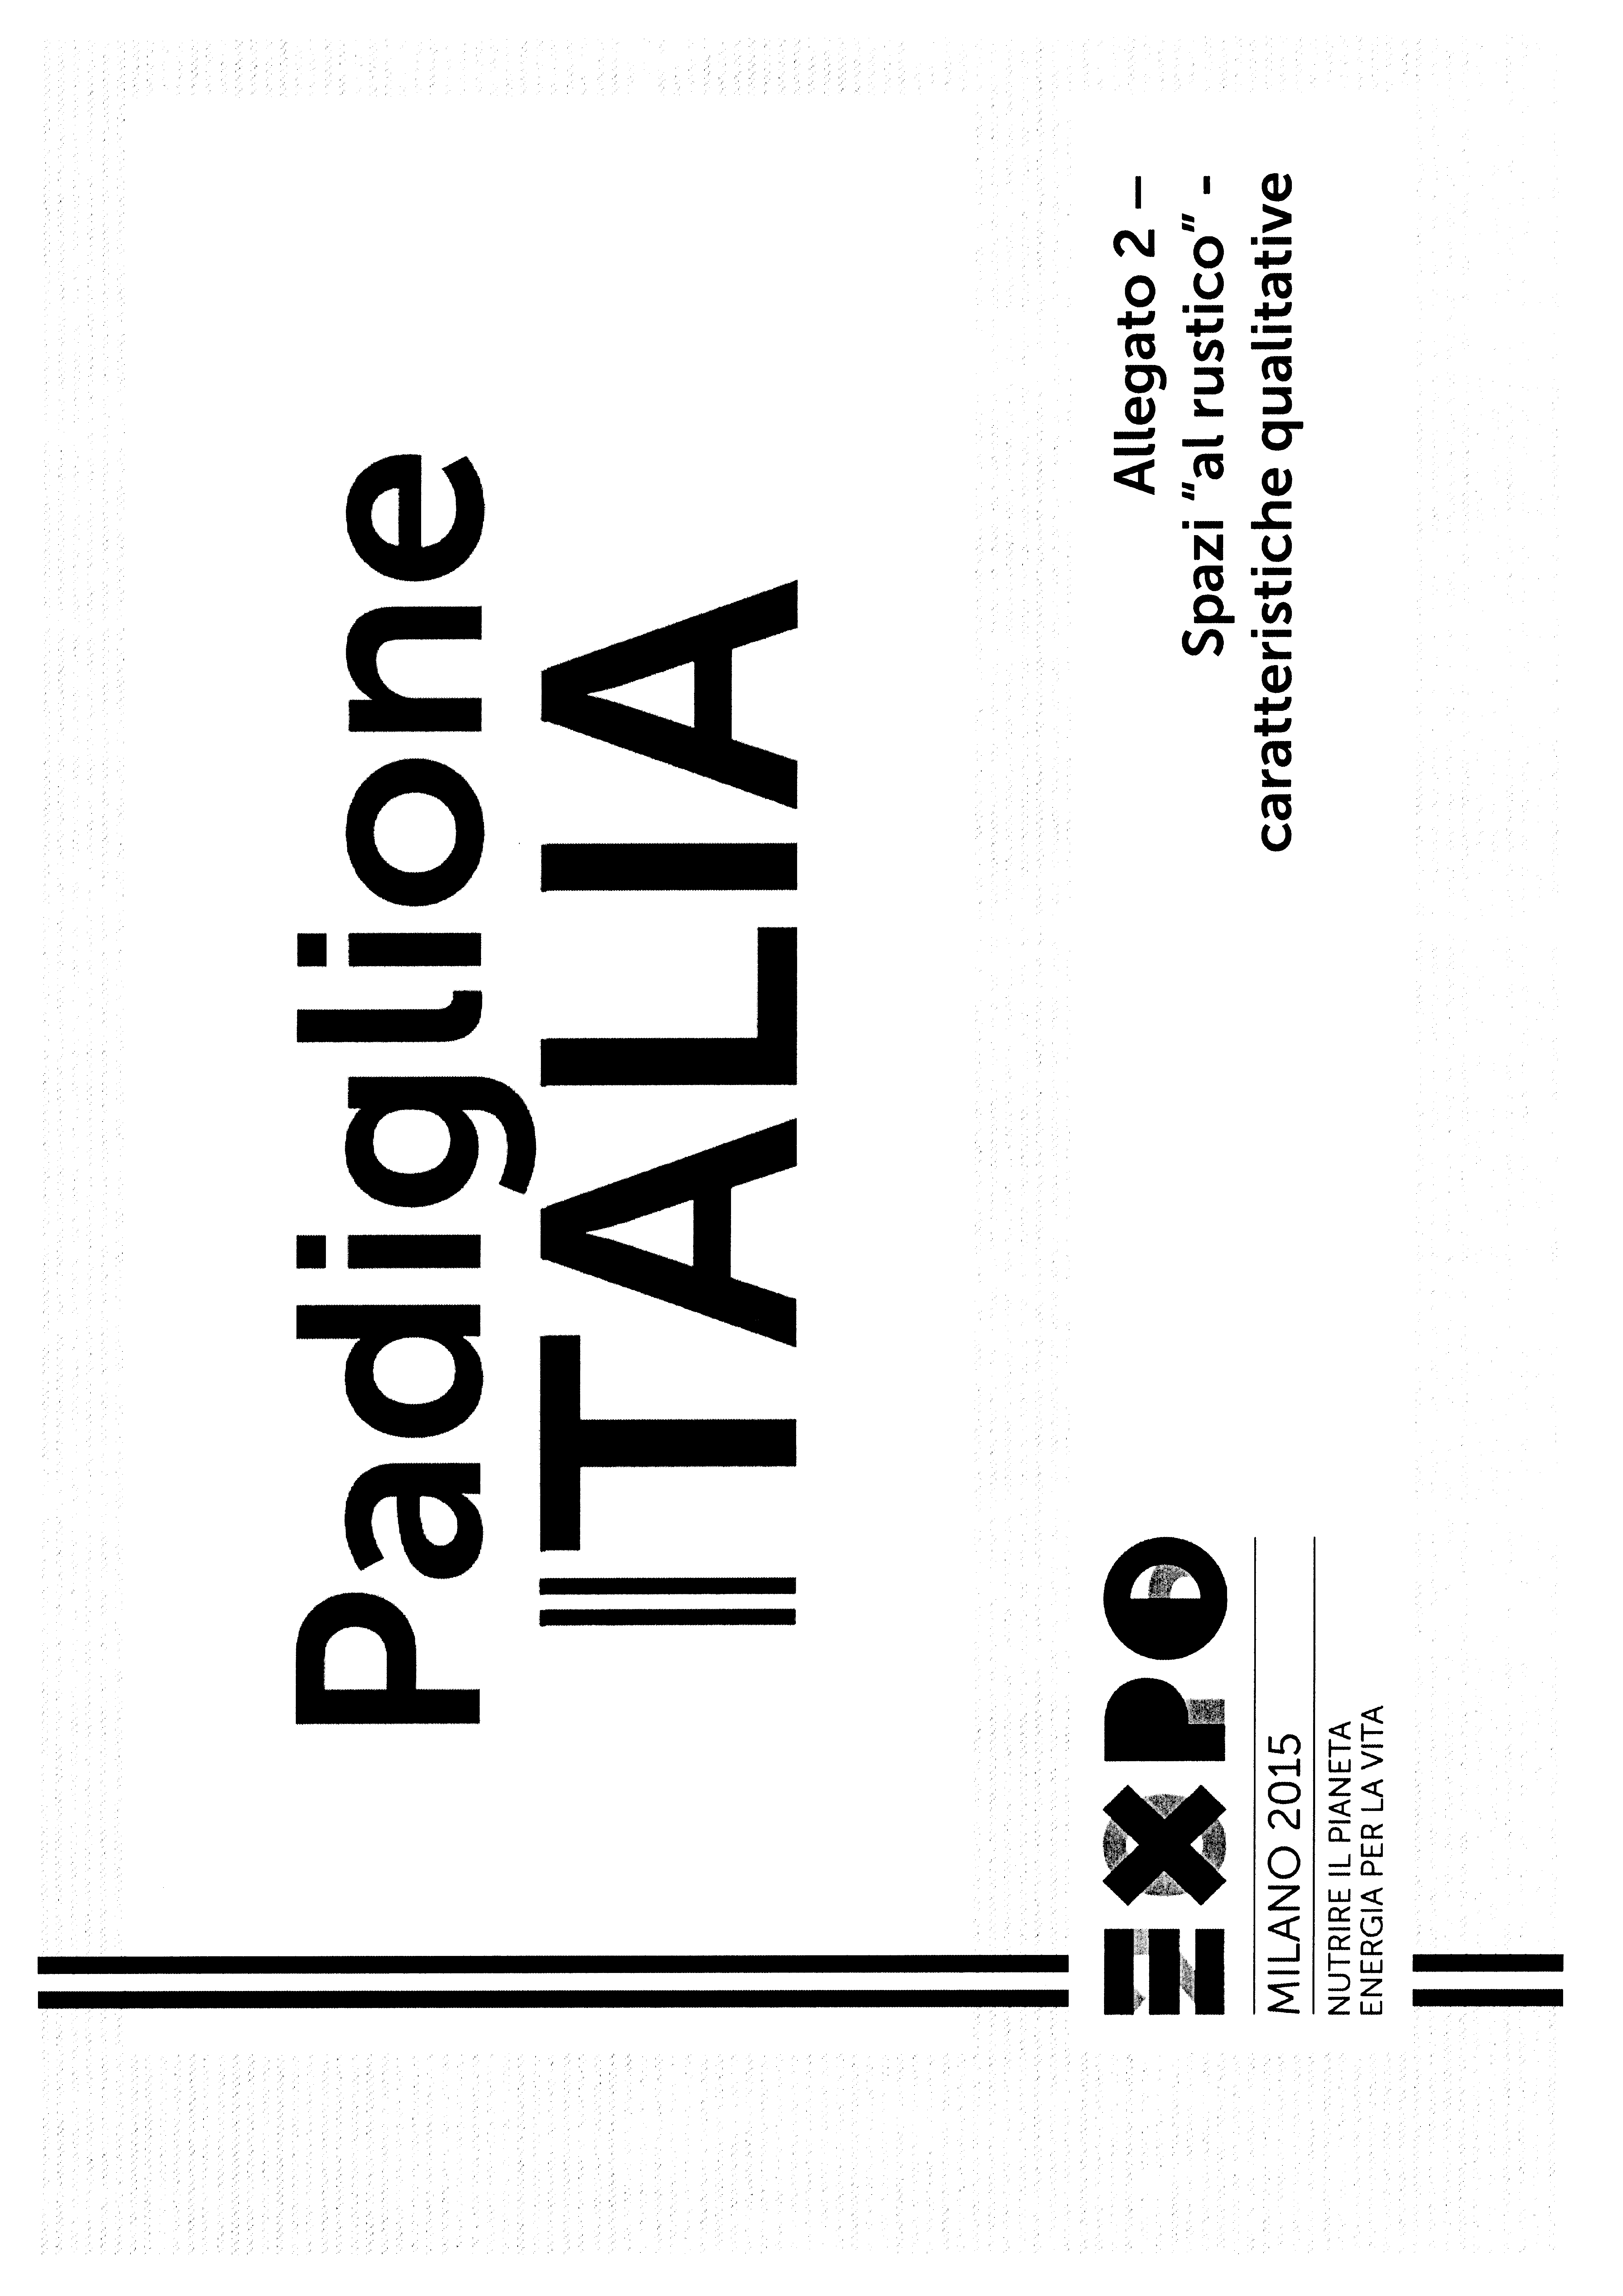 Padiglione
ITALIA
EXPO
MILANO 2015
NUTRIRE IL PIANETA
ENERGIA PER LA VITA
Allegato 2 –
Spazi “al rustico” -
caratteristiche qualitative